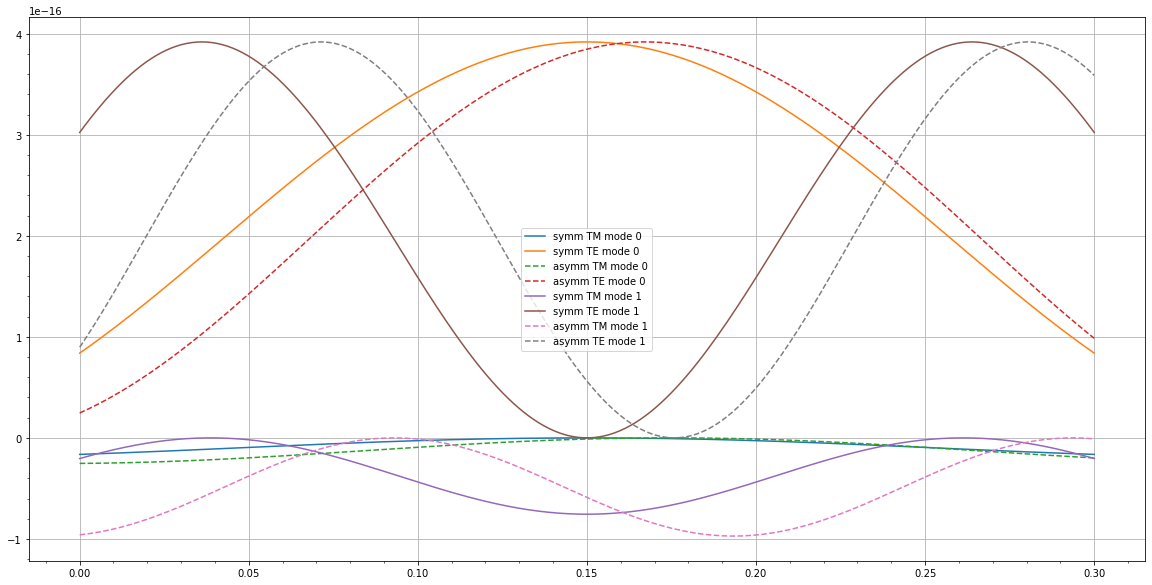 1e−16
4
3
2
1
0
−1
symm TM mode 0
symm TE mode 0
asymm TM mode 0
asymm TE mode 0
symm TM mode 1
symm TE mode 1
asymm TM mode 1
asymm TE mode 1
0.00 0.05 0.10 0.15 0.20 0.25 0.30